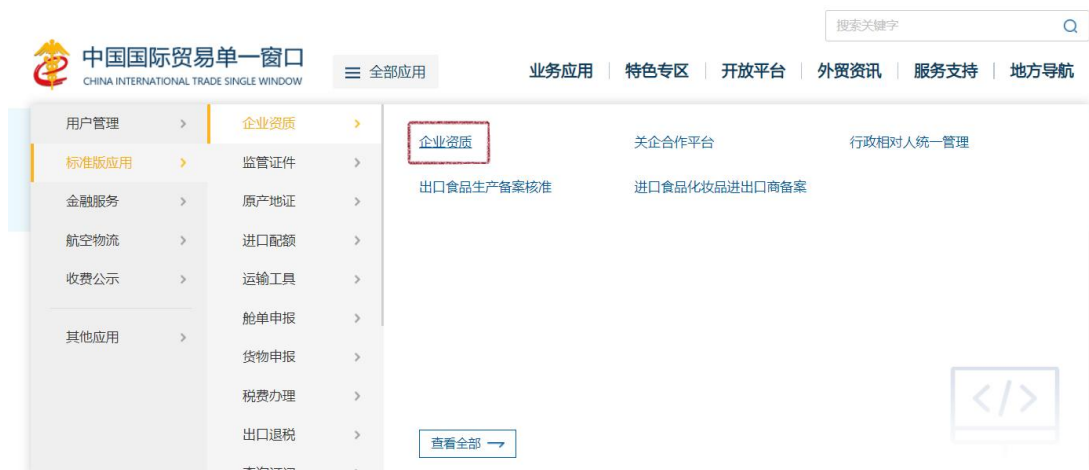 搜索关键字
中国国际贸易单一窗口
CHINA INTERNATIONAL TRADE SINGLE WINDOW
全部应用
业务应用
特色专区
开放平台
外贸资讯
服务支持
地方导航
用户管理
标准版应用
金融服务
航空物流
收费公示
其他应用
企业资质
监管证件
原产地证
进口配额
运输工具
舱单申报
货物申报
税费办理
出口退税
企业资质
关企合作平台
行政相对人统一管理
出口食品生产备案核准
进口食品化妆品进出口商备案
查看全部